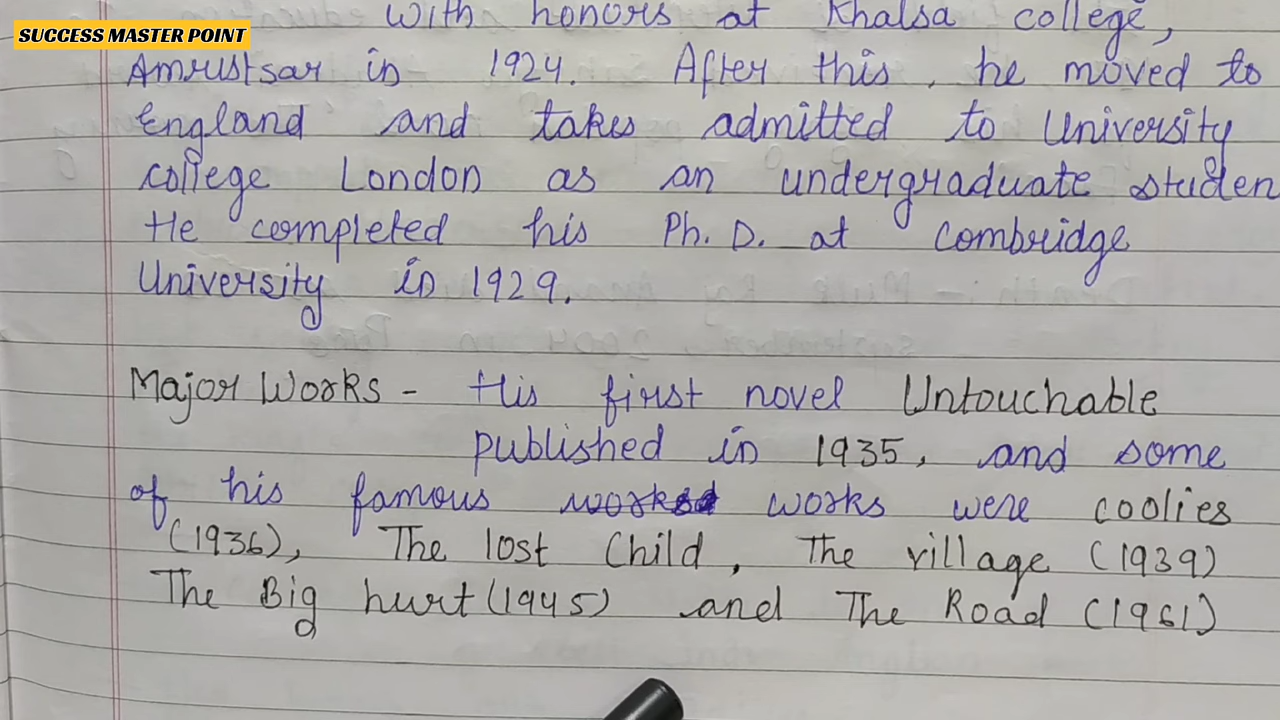 SUCCESS MASTER POINT
with honors at Khalsa college,
Amrustsar in 1924. After this, he moved to
England and takes admitted to University
college London as an undergraduate studen
He completed his Ph. D. at combridge
University in 1929.
Major Works - His first novel Untouchable
published in 1935, and some
of his famous works were coolies
(1936), The lost Child, The village (1939)
The Big hurt (1945) and The Road (1961)